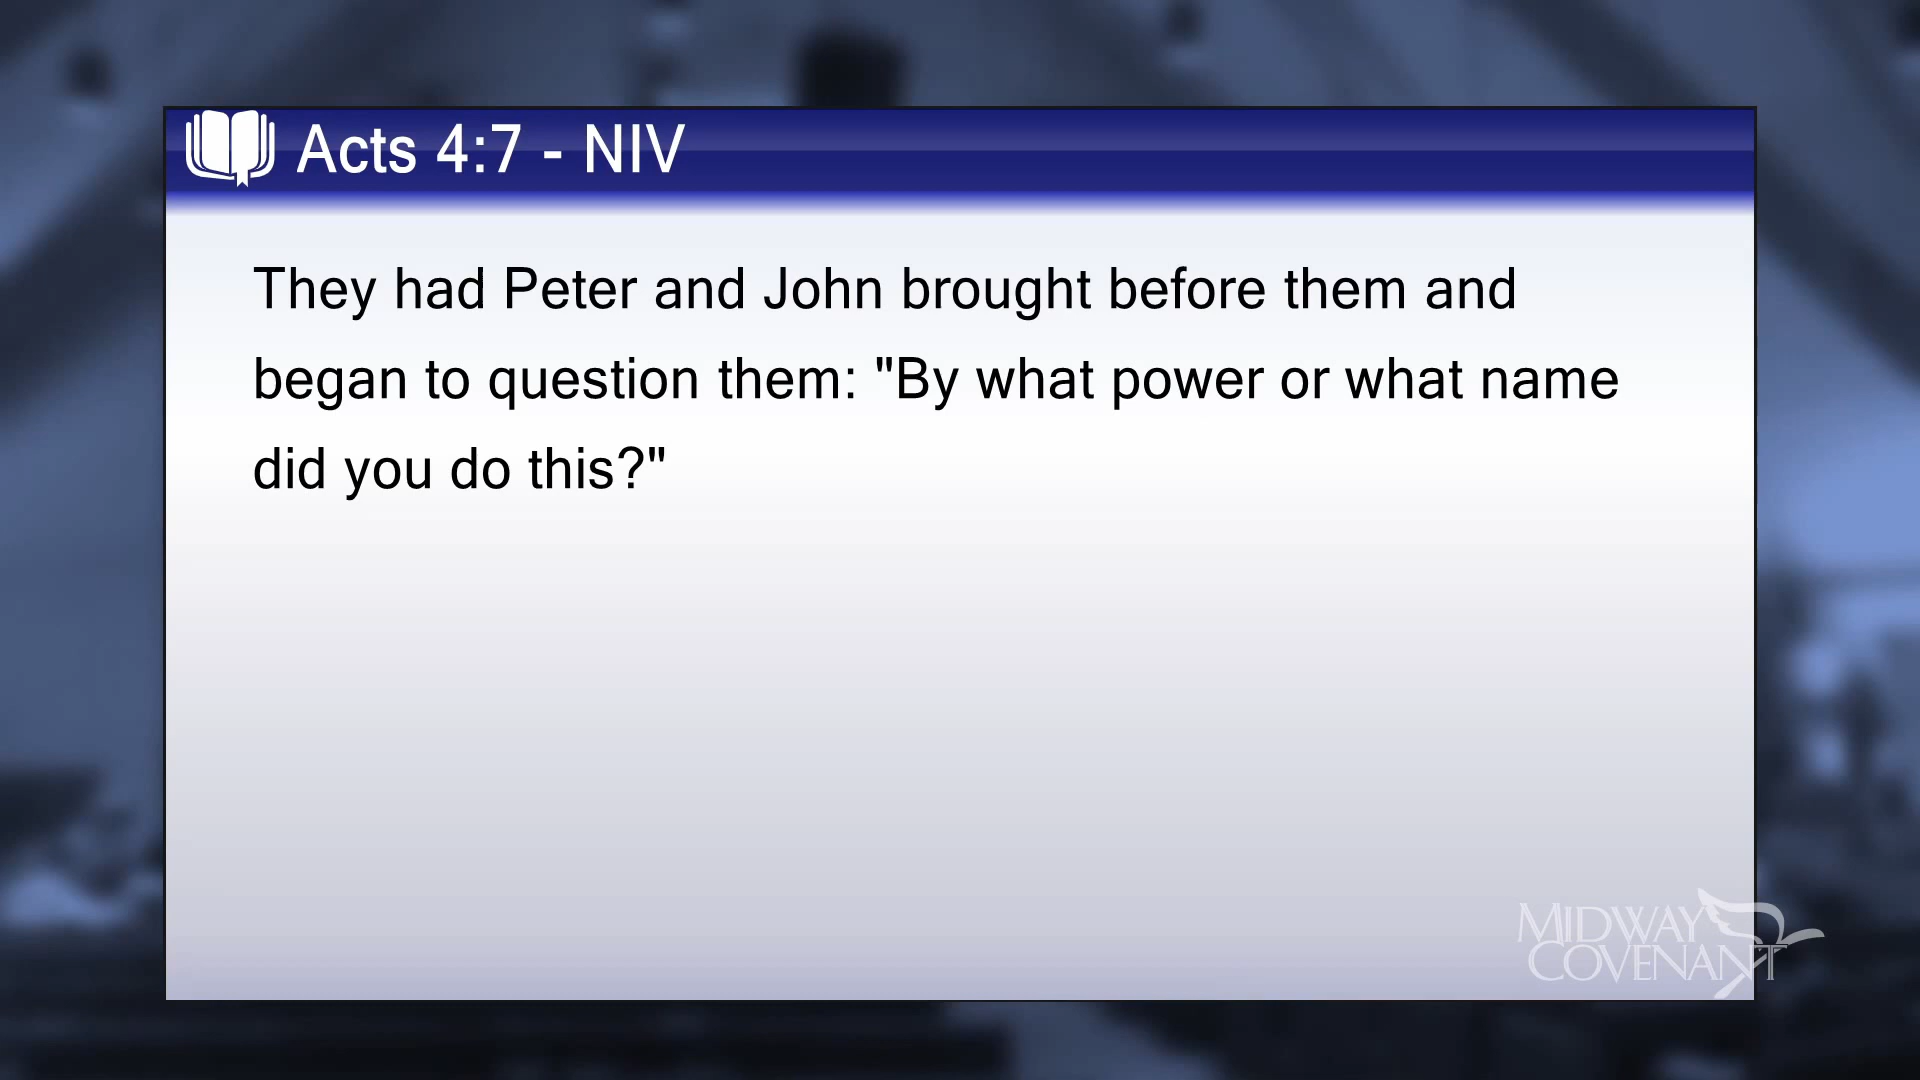 Acts 4:7 - NIV
They had Peter and John brought before them and
began to question them: "By what power or what name
did you do this?"
MIDWAY
COVENANT